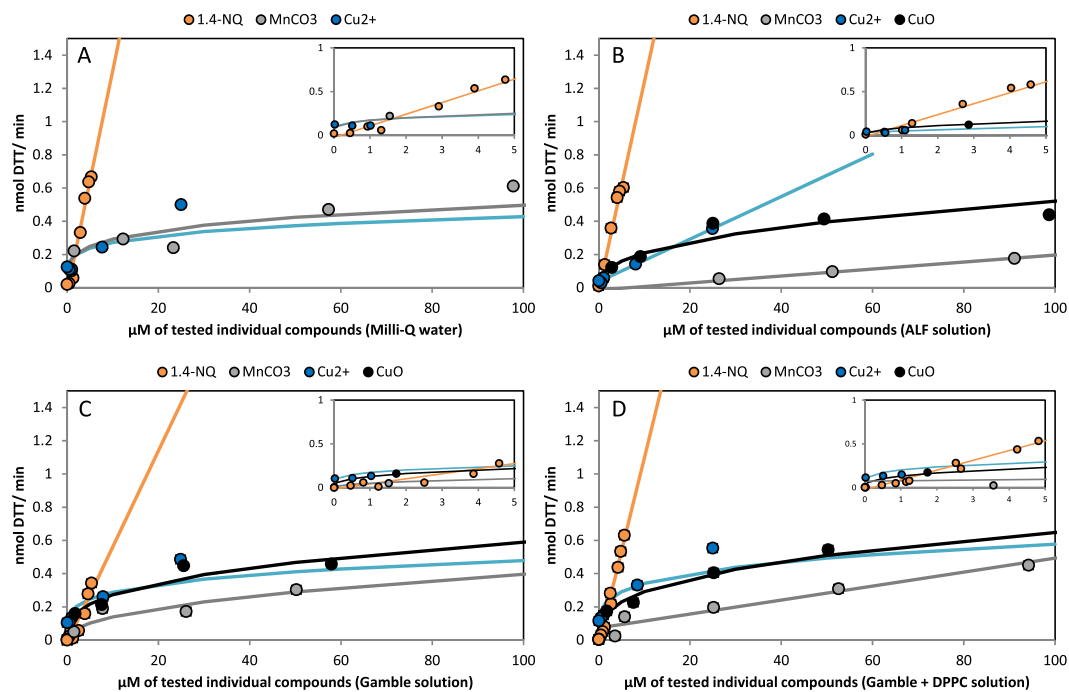 1.4-NQ MnCO3 Cu2+
1.4-NQ MnCO3 Cu2+ CuO
A
nmol DTT/ min
1.4
1.2
1
0.8
0.6
0.4
0.2
0
0 20 40 60 80 100
1
0.5
0
0 1 2 3 4 5
µM of tested individual compounds (Milli-Q water)
B
nmol DTT/ min
1.4
1.2
1
0.8
0.6
0.4
0.2
0
0 20 40 60 80 100
1
0.5
0
0 1 2 3 4 5
µM of tested individual compounds (ALF solution)
1.4-NQ MnCO3 Cu2+ CuO
1.4-NQ MnCO3 Cu2+ CuO
C
nmol DTT/ min
1.4
1.2
1
0.8
0.6
0.4
0.2
0
0 20 40 60 80 100
1
0.5
0
0 1 2 3 4 5
µM of tested individual compounds (Gamble solution)
D
nmol DTT/ min
1.4
1.2
1
0.8
0.6
0.4
0.2
0
0 20 40 60 80 100
1
0.5
0
0 1 2 3 4 5
µM of tested individual compounds (Gamble + DPPC solution)